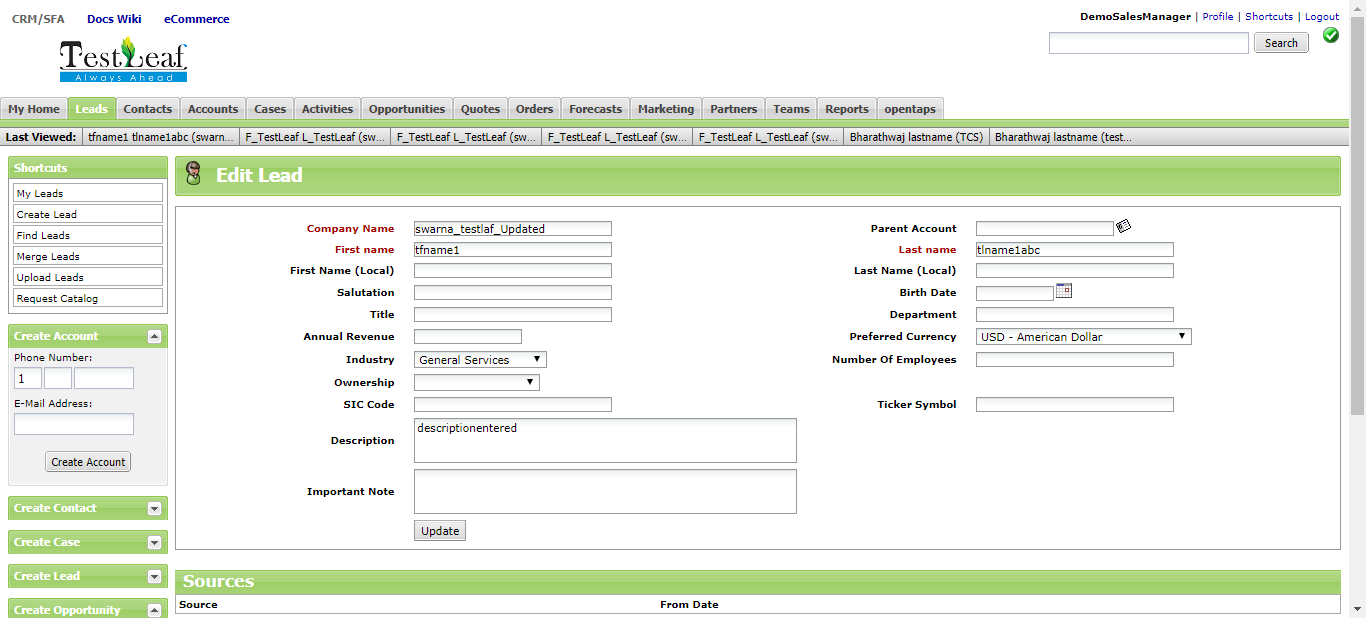 CRM/SFA Docs Wiki eCommerce
DemoSalesManager | Profile | Shortcuts | Logout
TestLeaf
Always Ahead
Search
My Home Leads Contacts Accounts Cases Activities Opportunities Quotes Orders Forecasts Marketing Partners Teams Reports opentaps
Last Viewed: tfname1 tlname1abc (swarn... F_TestLeaf L_TestLeaf (sw... F_TestLeaf L_TestLeaf (sw... F_TestLeaf L_TestLeaf (sw... F_TestLeaf L_TestLeaf (sw... Bharathwaj lastname (TCS) Bharathwaj lastname (test...
Shortcuts
My Leads
Create Lead
Find Leads
Merge Leads
Upload Leads
Request Catalog
Create Account
Phone Number:
1
E-Mail Address:
Create Account
Create Contact
Create Case
Create Lead
Create Opportunity
Edit Lead
Company Name swarna_testlaf_Updated Parent Account
First name tfname1 Last name tlname1abc
First Name (Local) Last Name (Local)
Salutation Birth Date
Title Department
Annual Revenue Preferred Currency USD - American Dollar
Industry General Services Number Of Employees
Ownership
SIC Code Ticker Symbol
Description descriptionentered
Important Note
Update
Sources
Source From Date